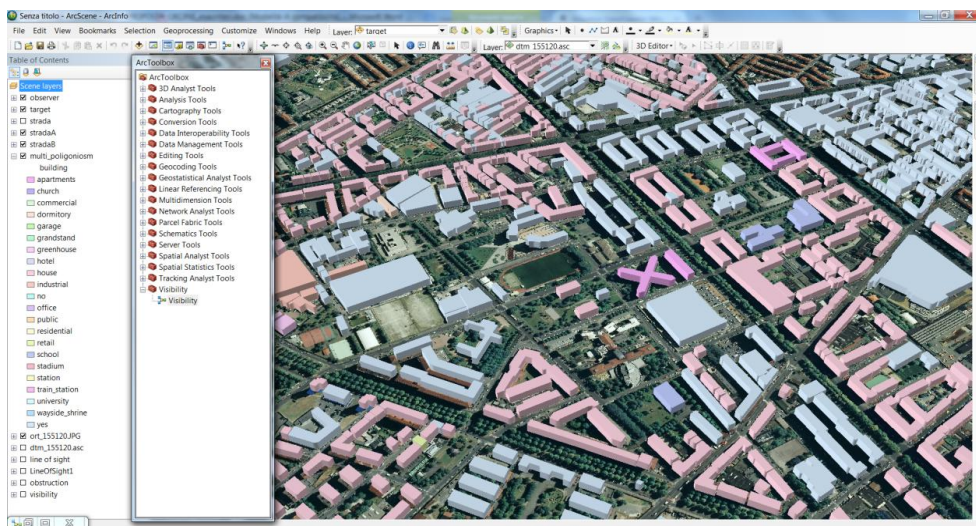 Senza titolo - ArcScene - ArcInfo
File Edit View Bookmarks Selection Geoprocessing Customize Windows Help Layer: target Graphics
Layer: dtm_155120.asc 3D Editor
Table of Contents
Scene layers
observer
target
strada
stradaA
stradaB
multi_poligoniosm
building
apartments
church
commercial
dormitory
garage
grandstand
greenhouse
hotel
house
industrial
no
office
public
residential
retail
school
stadium
station
train_station
university
wayside_shrine
yes
ort_155120.JPG
dtm_155120.asc
line of sight
LineOfSight1
obstruction
visibility
ArcToolbox
ArcToolbox
3D Analyst Tools
Analysis Tools
Cartography Tools
Conversion Tools
Data Interoperability Tools
Data Management Tools
Editing Tools
Geocoding Tools
Geostatistical Analyst Tools
Linear Referencing Tools
Multidimension Tools
Network Analyst Tools
Parcel Fabric Tools
Schematics Tools
Server Tools
Spatial Analyst Tools
Spatial Statistics Tools
Tracking Analyst Tools
Visibility
Visibility